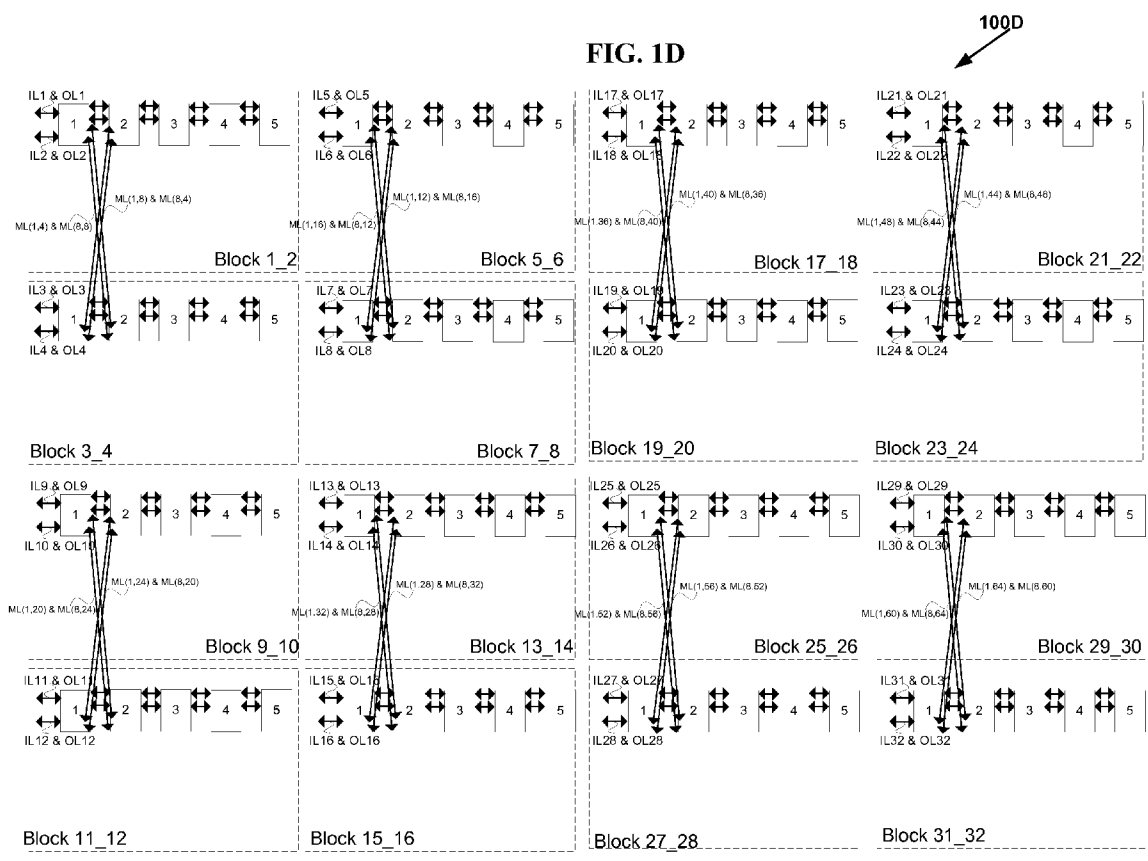 100D
FIG. 1D
IL1 & OL1
1 2 3 4 5
IL2 & OL2
ML(1,8) & ML(8,4)
ML(1,4) & ML(8,8)
Block 1_2
IL5 & OL5
1 2 3 4 5
IL6 & OL6
ML(1,12) & ML(8,16)
ML(1,16) & ML(8,12)
Block 5_6
IL17 & OL17
1 2 3 4 5
IL18 & OL18
ML(1,40) & ML(8,36)
ML(1,36) & ML(8,40)
Block 17_18
IL21 & OL21
1 2 3 4 5
IL22 & OL22
ML(1,44) & ML(8,48)
ML(1,48) & ML(8,44)
Block 21_22
IL3 & OL3
1 2 3 4 5
IL4 & OL4
Block 3_4
IL7 & OL7
1 2 3 4 5
IL8 & OL8
Block 7_8
IL19 & OL19
1 2 3 4 5
IL20 & OL20
Block 19_20
IL23 & OL23
1 2 3 4 5
IL24 & OL24
Block 23_24
IL9 & OL9
1 2 3 4 5
IL10 & OL10
ML(1,24) & ML(8,20)
ML(1,20) & ML(8,24)
Block 9_10
IL13 & OL13
1 2 3 4 5
IL14 & OL14
ML(1,28) & ML(8,32)
ML(1,32) & ML(8,28)
Block 13_14
IL25 & OL25
1 2 3 4 5
IL26 & OL26
ML(1,56) & ML(8,52)
ML(1,52) & ML(8,56)
Block 25_26
IL29 & OL29
1 2 3 4 5
IL30 & OL30
ML(1,64) & ML(8,60)
ML(1,60) & ML(8,64)
Block 29_30
IL11 & OL11
1 2 3 4 5
IL12 & OL12
Block 11_12
IL15 & OL15
1 2 3 4 5
IL16 & OL16
Block 15_16
IL27 & OL27
1 2 3 4 5
IL28 & OL28
Block 27_28
IL31 & OL31
1 2 3 4 5
IL32 & OL32
Block 31_32